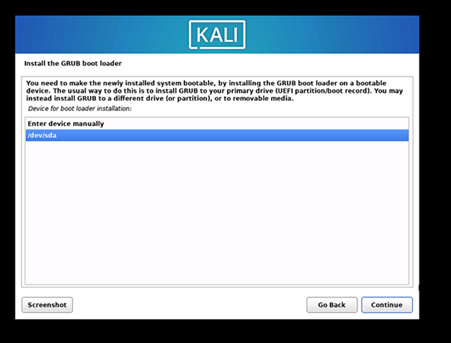 KALI
Install the GRUB boot loader
You need to make the newly installed system bootable, by installing the GRUB boot loader on a bootable
device. The usual way to do this is to install GRUB to your primary drive (UEFI partition/boot record). You may
instead install GRUB to a different drive (or partition), or to removable media.
Device for boot loader installation:
Enter device manually
/dev/sda
Screenshot
Go Back
Continue